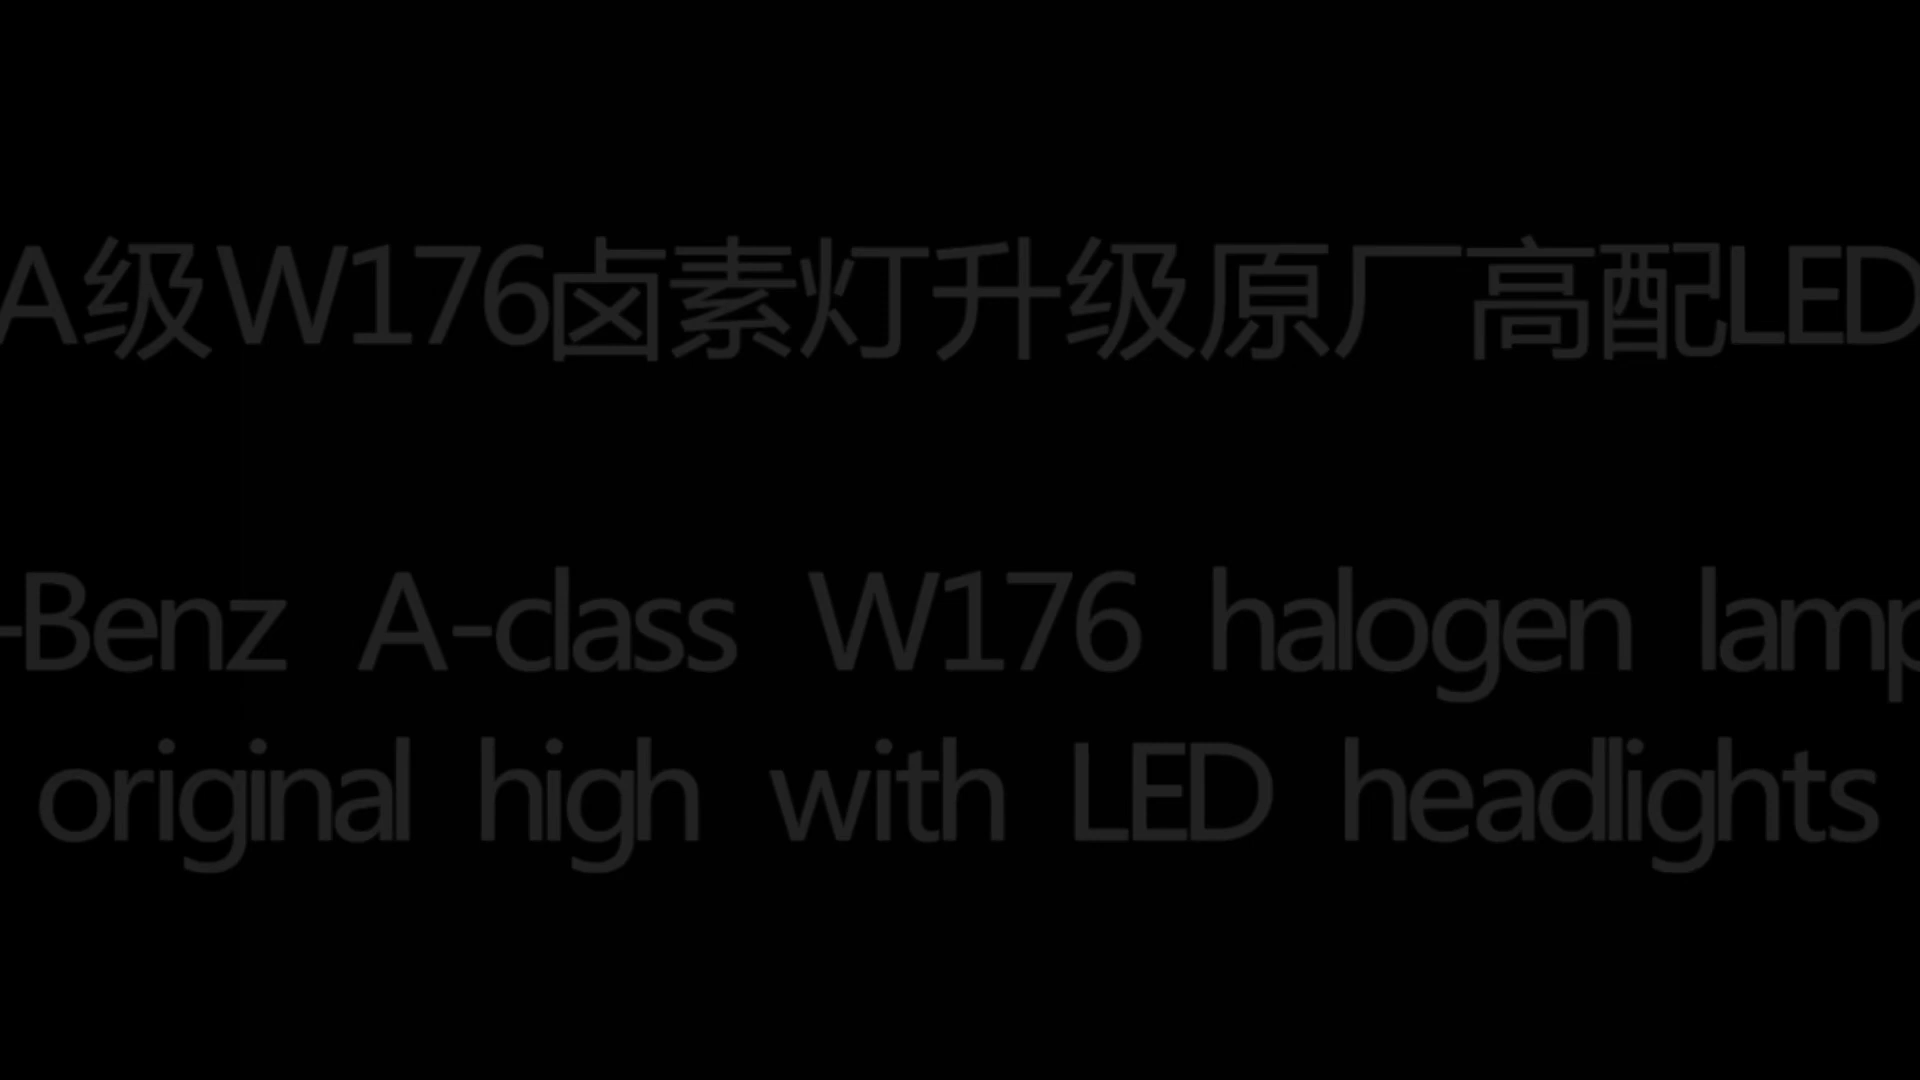 A级W176卤素灯升级原厂高配LED
-Benz A-class W176 halogen lamp
original high with LED headlights